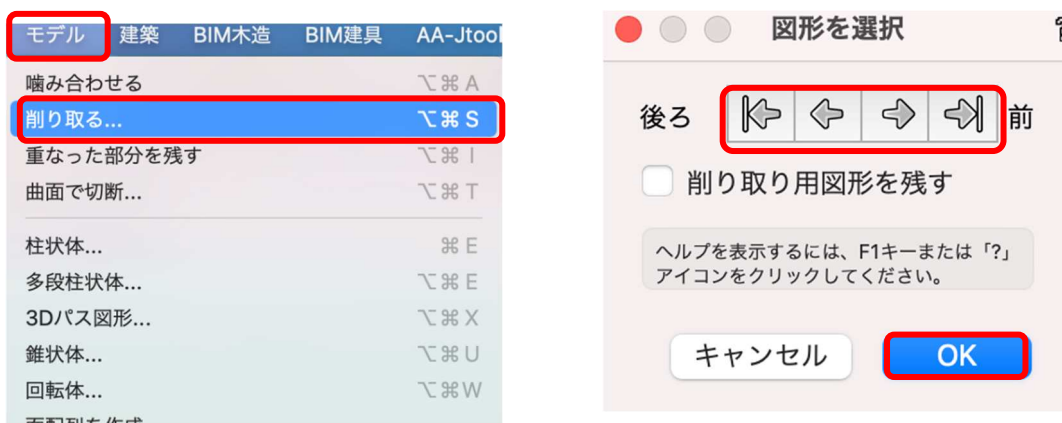 モデル 建築 BIM木造 BIM建具 AA-Jtool
噛み合わせる ⌥⌘A
削り取る... ⌥⌘S
重なった部分を残す ⌥⌘I
曲面で切断... ⌥⌘T
柱状体... ⌘E
多段柱状体... ⌥⌘E
3Dパス図形... ⌥⌘X
錐状体... ⌥⌘U
回転体... ⌥⌘W
図形を選択
後ろ 前
削り取り用図形を残す
ヘルプを表示するには、F1キーまたは「?」
アイコンをクリックしてください。
キャンセル OK